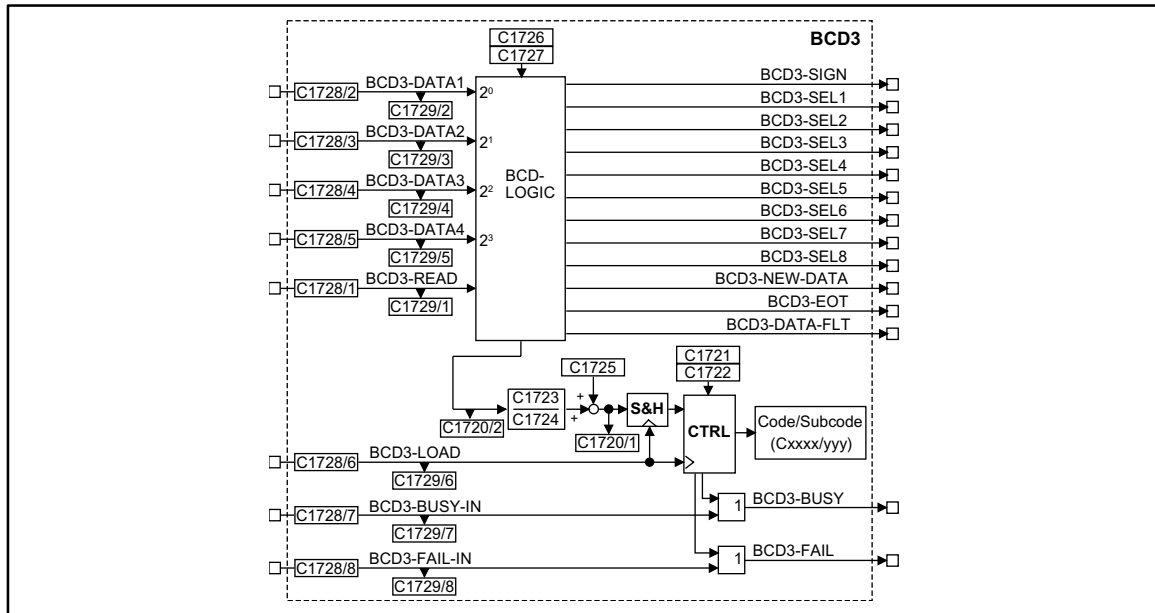 BCD3
C1726
C1727
BCD3-SIGN
C1728/2 BCD3-DATA1 2⁰
C1729/2
BCD3-SEL1
BCD3-SEL2
C1728/3 BCD3-DATA2 2¹
C1729/3
BCD3-SEL3
BCD-
LOGIC
BCD3-SEL4
C1728/4 BCD3-DATA3 2²
C1729/4
BCD3-SEL5
BCD3-SEL6
C1728/5 BCD3-DATA4 2³
C1729/5
BCD3-SEL7
BCD3-SEL8
C1728/1 BCD3-READ
C1729/1
BCD3-NEW-DATA
BCD3-EOT
BCD3-DATA-FLT
C1725
C1721
C1722
C1720/2
C1723
C1724
+
+
C1720/1
S&H
CTRL
Code/Subcode
(Cxxxx/yyy)
C1728/6 BCD3-LOAD
C1729/6
C1728/7 BCD3-BUSY-IN
C1729/7
1 BCD3-BUSY
C1728/8 BCD3-FAIL-IN
C1729/8
1 BCD3-FAIL